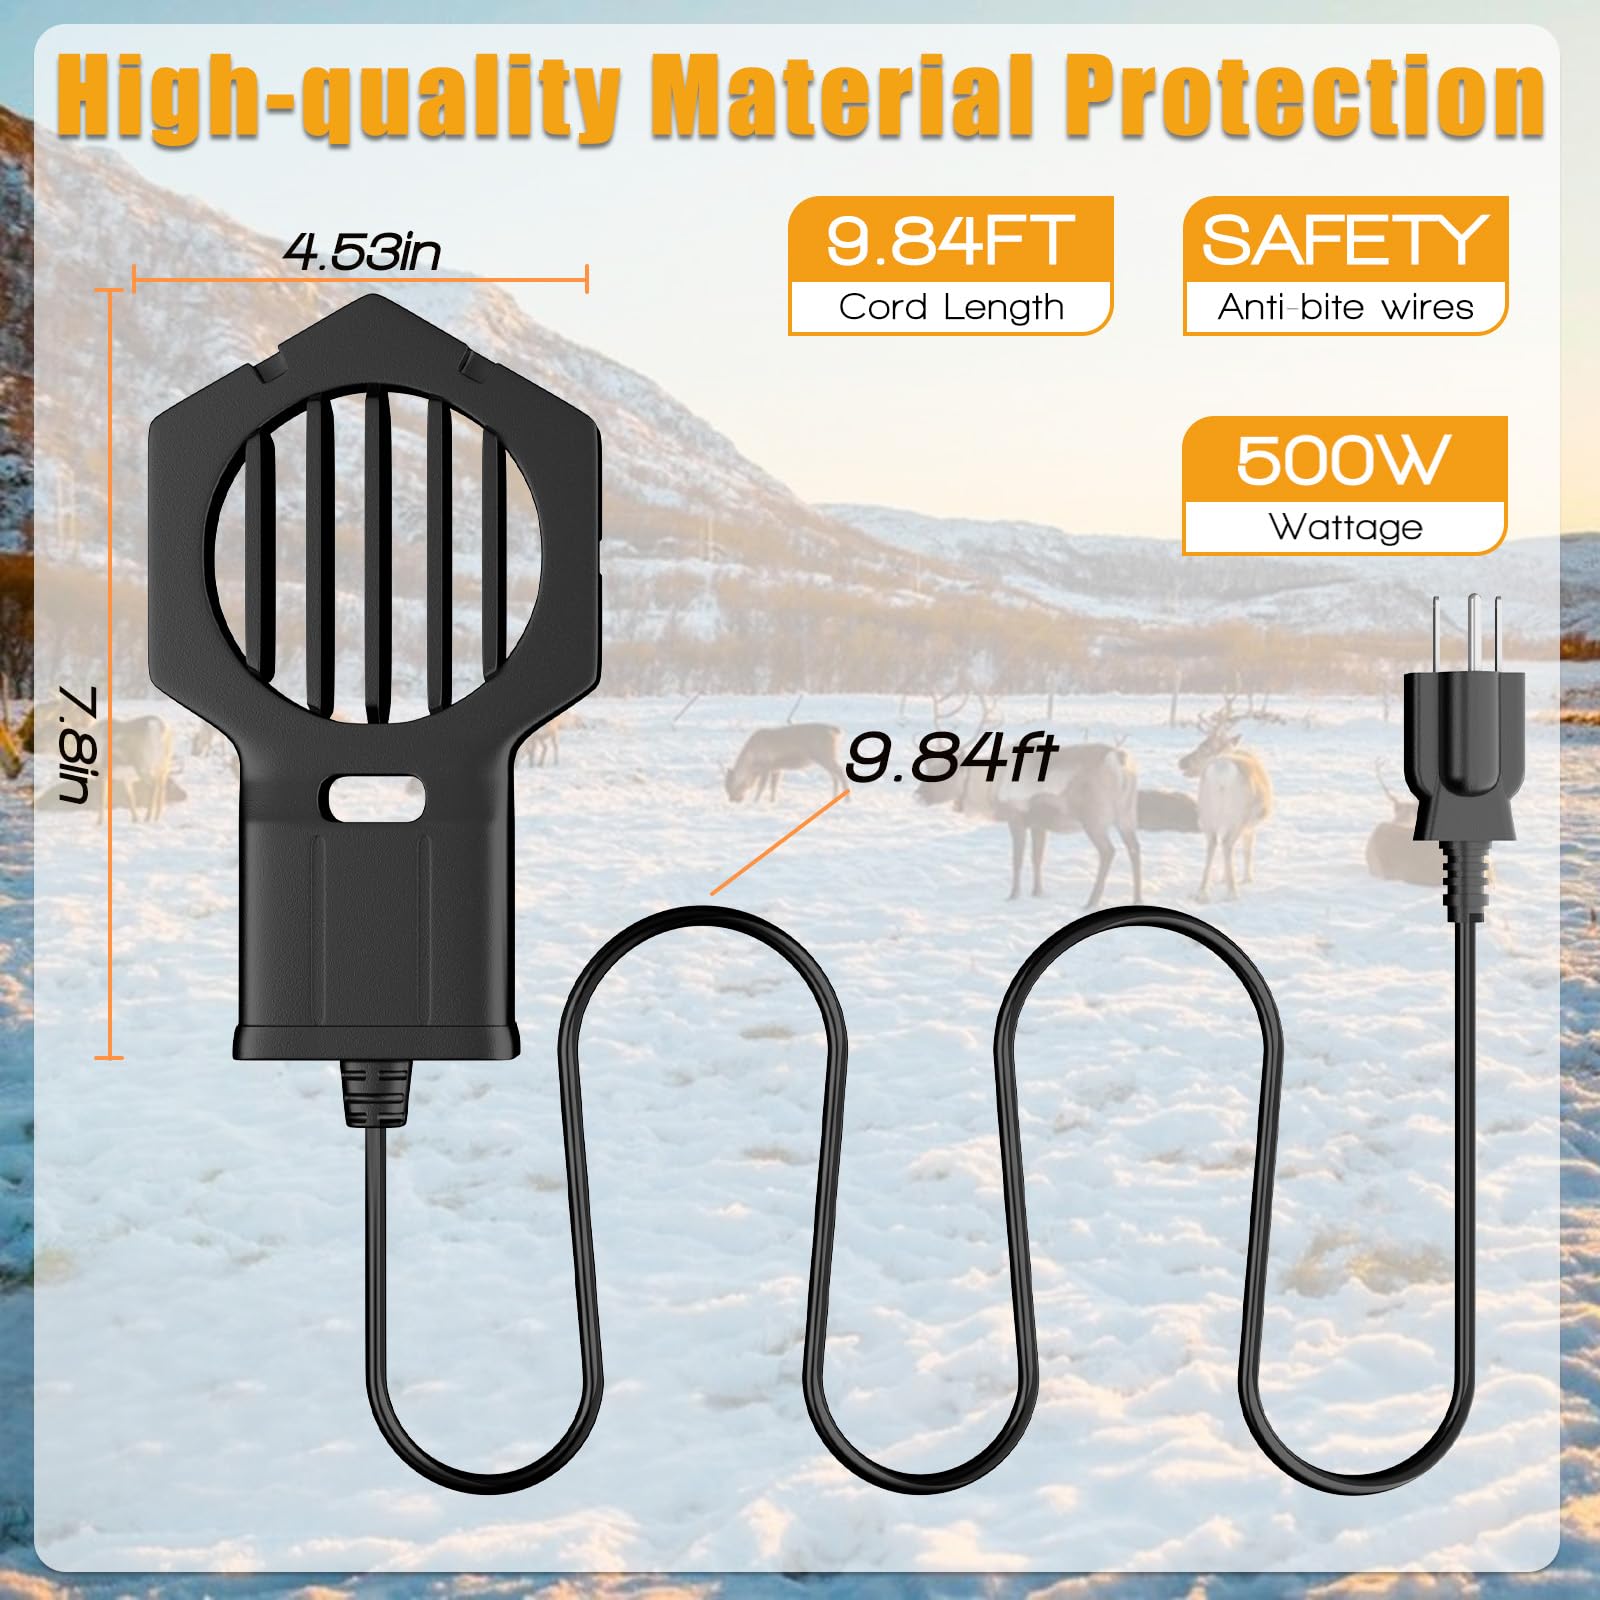 High-quality Material Protection
4.53in
9.84FT
Cord Length
SAFETY
Anti-bite wires
500W
Wattage
7.8in
9.84ft